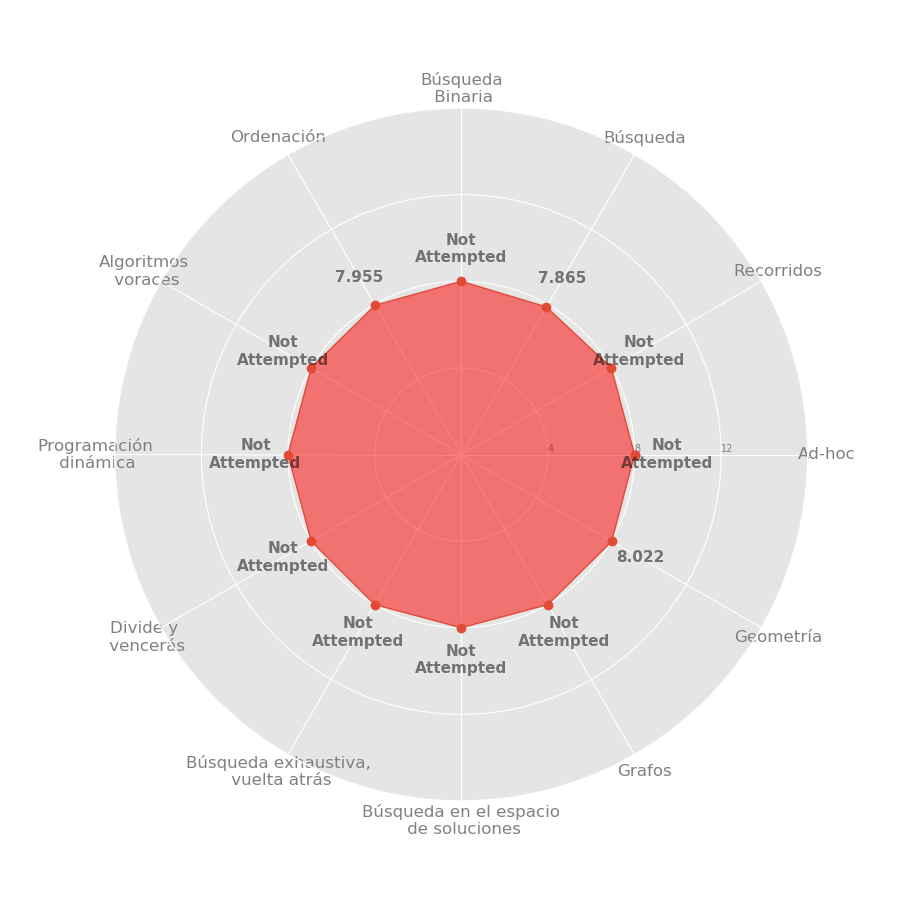 Búsqueda
Binaria
Ordenación
Búsqueda
Algoritmos
voraces
Recorridos
Not
Attempted
7.955
7.865
Not
Attempted
Not
Attempted
Programación
dinámica
Not
Attempted
4
8
12
Not
Attempted
Ad-hoc
Not
Attempted
8.022
Divide y
vencerás
Not
Attempted
Not
Attempted
Not
Attempted
Geometría
Búsqueda exhaustiva,
vuelta atrás
Grafos
Búsqueda en el espacio
de soluciones